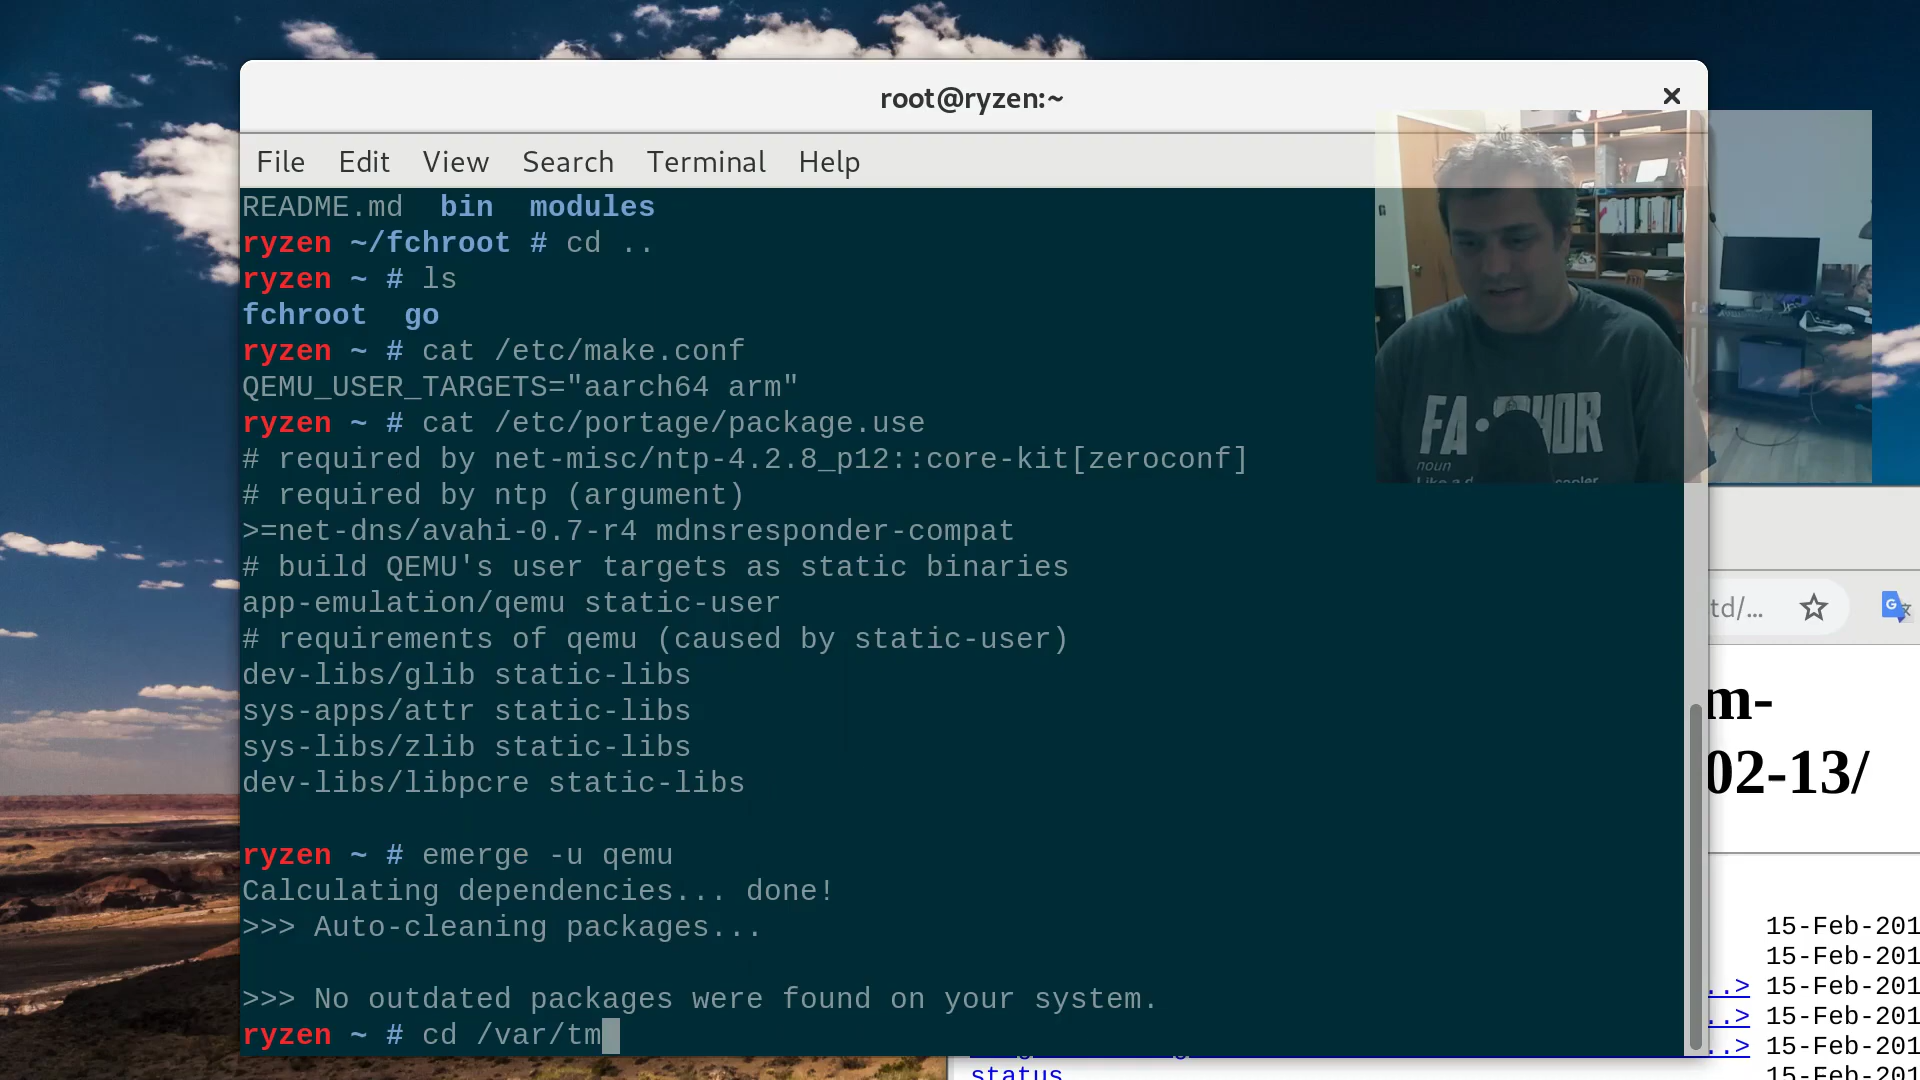 root@ryzen:~
File Edit View Search Terminal Help
README.md bin modules
ryzen ~/fchroot # cd ..
ryzen ~ # ls
fchroot go
ryzen ~ # cat /etc/make.conf
QEMU_USER_TARGETS="aarch64 arm"
ryzen ~ # cat /etc/portage/package.use
# required by net-misc/ntp-4.2.8_p12::core-kit[zeroconf]
# required by ntp (argument)
>=net-dns/avahi-0.7-r4 mdnsresponder-compat
# build QEMU's user targets as static binaries
app-emulation/qemu static-user
# requirements of qemu (caused by static-user)
dev-libs/glib static-libs
sys-apps/attr static-libs
sys-libs/zlib static-libs
dev-libs/libpcre static-libs
ryzen ~ # emerge -u qemu
Calculating dependencies... done!
>>> Auto-cleaning packages...
>>> No outdated packages were found on your system.
ryzen ~ # cd /var/tm
noun
td/...
m-
02-13/
15-Feb-201
15-Feb-201
..> 15-Feb-201
..> 15-Feb-201
..> 15-Feb-201
status
15-Feb-201